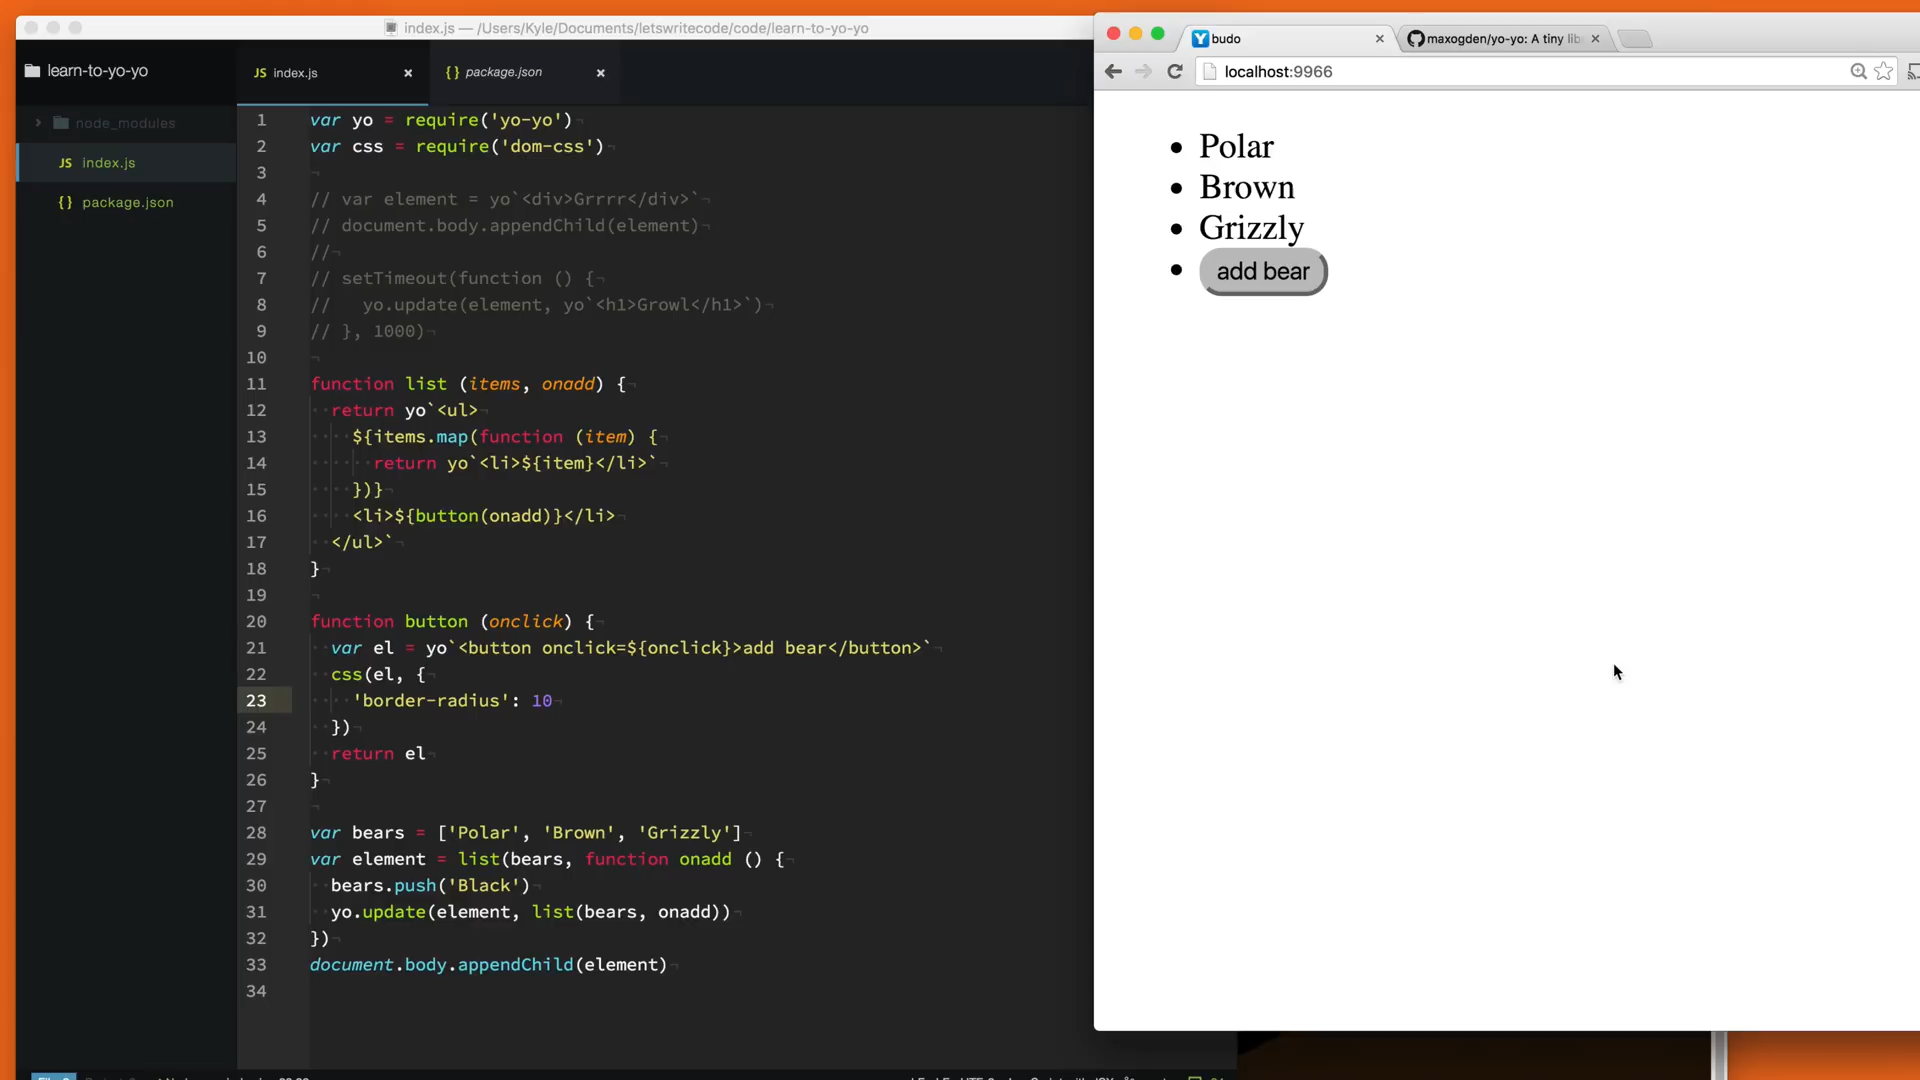 index.js — /Users/Kyle/Documents/letswritecode/code/learn-to-yo-yo
learn-to-yo-yo
node_modules
JS index.js
{} package.json
JS index.js
{} package.json
1 var yo = require('yo-yo')
2 var css = require('dom-css')
3
4 // var element = yo`<div>Grrrr</div>`
5 // document.body.appendChild(element)
6 //
7 // setTimeout(function () {
8 //   yo.update(element, yo`<h1>Growl</h1>`)
9 // }, 1000)
10
11 function list (items, onadd) {
12   return yo`<ul>
13     ${items.map(function (item) {
14       return yo`<li>${item}</li>`
15     })}
16     <li>${button(onadd)}</li>
17   </ul>`
18 }
19
20 function button (onclick) {
21   var el = yo`<button onclick=${onclick}>add bear</button>`
22   css(el, {
23     'border-radius': 10
24   })
25   return el
26 }
27
28 var bears = ['Polar', 'Brown', 'Grizzly']
29 var element = list(bears, function onadd () {
30   bears.push('Black')
31   yo.update(element, list(bears, onadd))
32 })
33 document.body.appendChild(element)
34
budo
maxogden/yo-yo: A tiny lib
localhost:9966
Polar
Brown
Grizzly
add bear